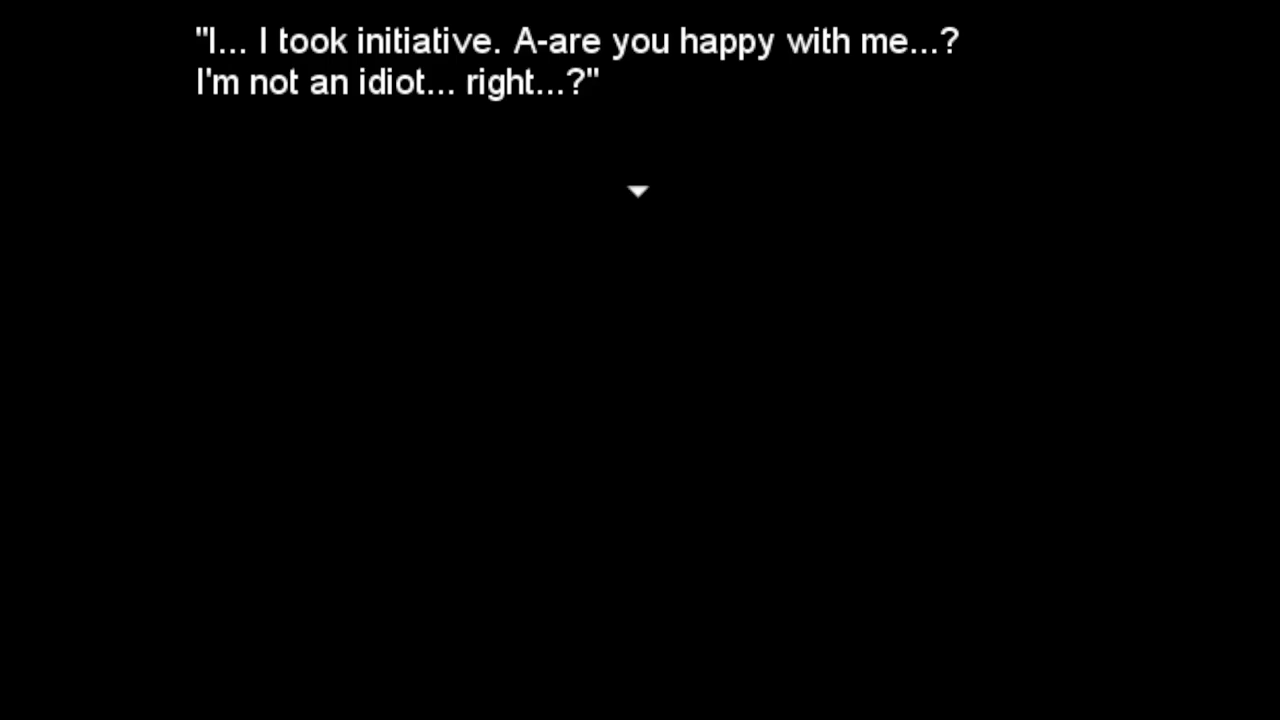 "I... I took initiative. A-are you happy with me...?
I'm not an idiot... right...?"